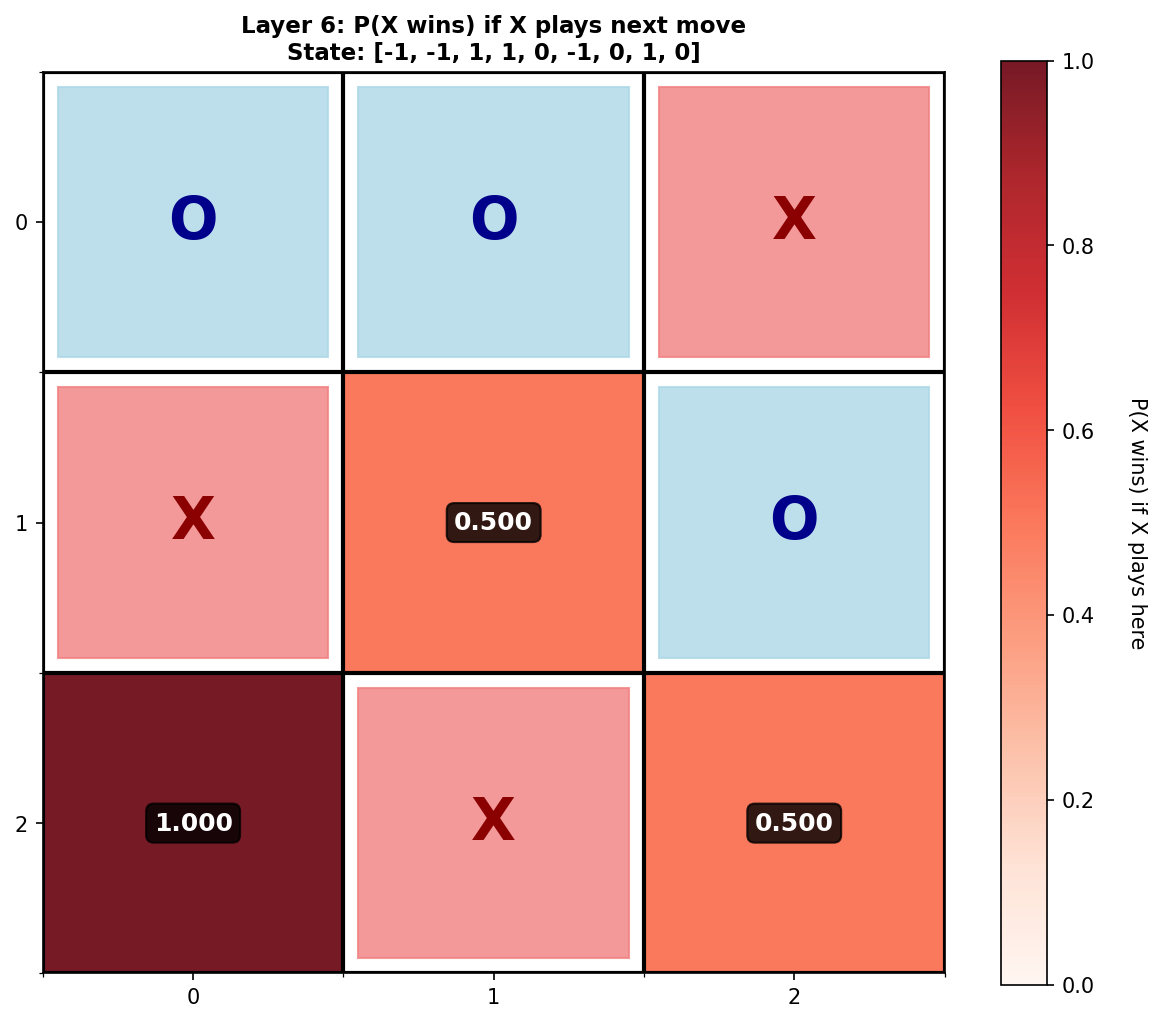 Layer 6: P(X wins) if X plays next move
State: [-1, -1, 1, 1, 0, -1, 0, 1, 0]
0
O
O
X
1
X
0.500
O
2
1.000
X
0.500
0
1
2
1.0
0.8
0.6
0.4
0.2
0.0
P(X wins) if X plays here